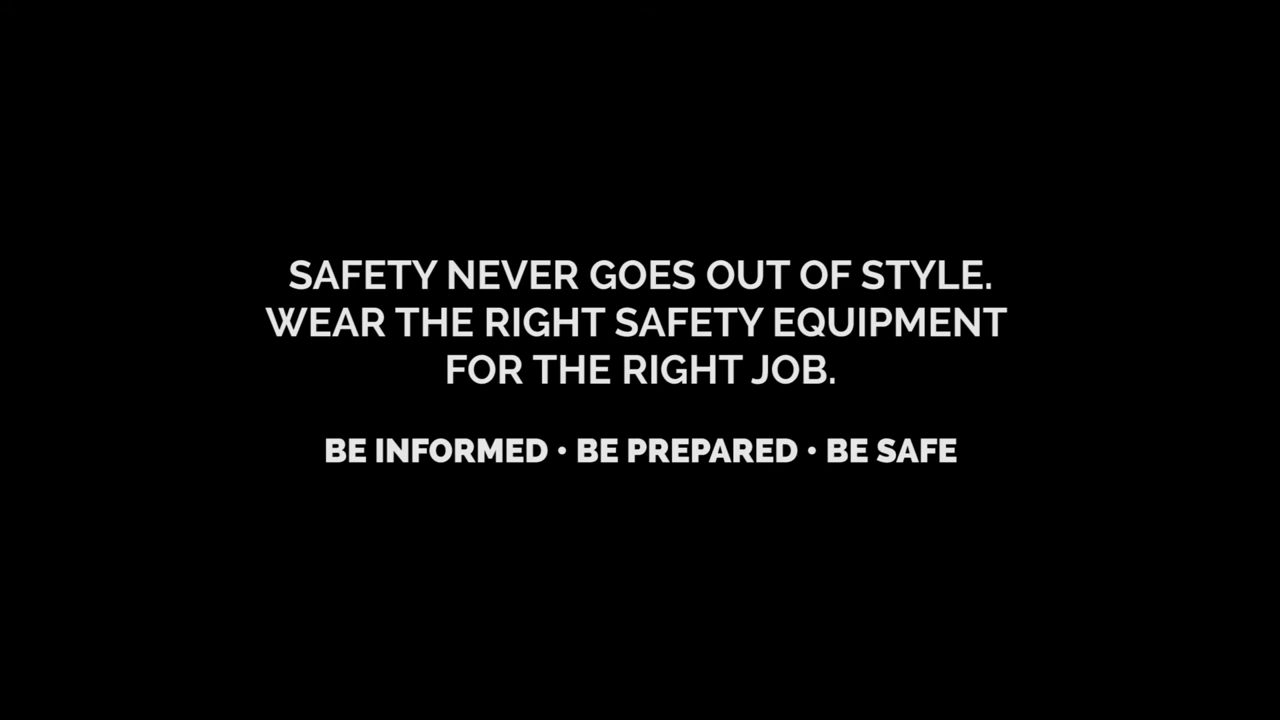 SAFETY NEVER GOES OUT OF STYLE.
WEAR THE RIGHT SAFETY EQUIPMENT
FOR THE RIGHT JOB.
BE INFORMED • BE PREPARED • BE SAFE